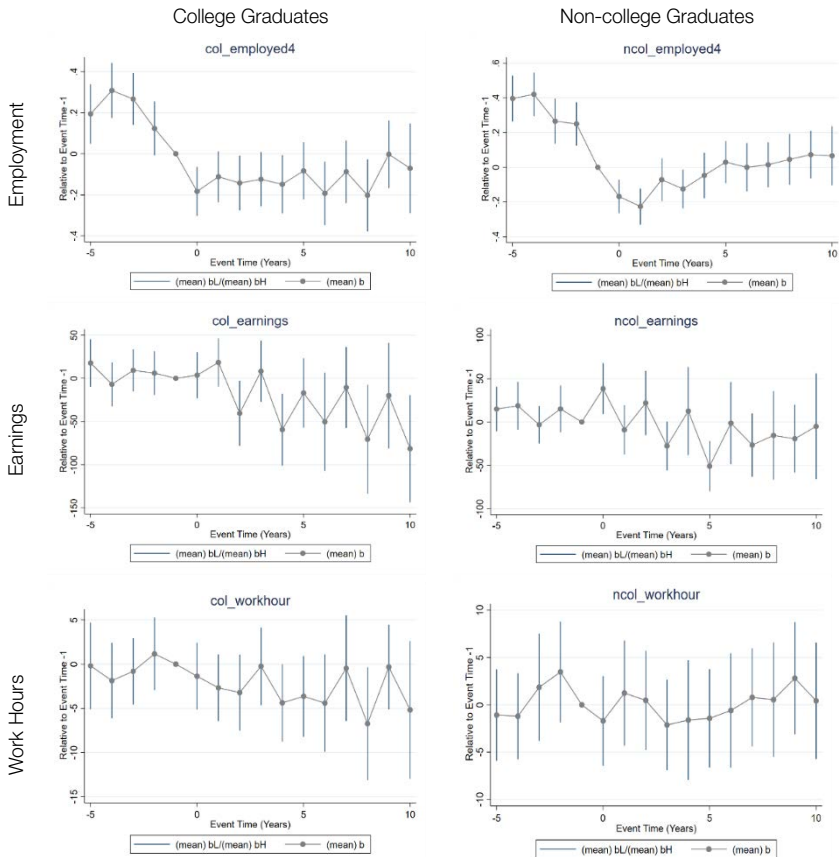 College Graduates
Non-college Graduates
Employment
col_employed4
Relative to Event Time -1
.4
.2
0
-.2
-.4
-5
0
5
10
Event Time (Years)
(mean) bL/(mean) bH
(mean) b
ncol_employed4
Relative to Event Time -1
.6
.4
.2
0
-.2
-.4
-5
0
5
10
Event Time (Years)
(mean) bL/(mean) bH
(mean) b
Earnings
col_earnings
Relative to Event Time -1
50
0
-50
-100
-150
-5
0
5
10
Event Time (Years)
(mean) bL/(mean) bH
(mean) b
ncol_earnings
Relative to Event Time -1
100
50
0
-50
-100
-5
0
5
10
Event Time (Years)
(mean) bL/(mean) bH
(mean) b
Work Hours
col_workhour
Relative to Event Time -1
5
0
-5
-10
-15
-5
0
5
10
Event Time (Years)
(mean) bL/(mean) bH
(mean) b
ncol_workhour
Relative to Event Time -1
10
5
0
-5
-10
-5
0
5
10
Event Time (Years)
(mean) bL/(mean) bH
(mean) b